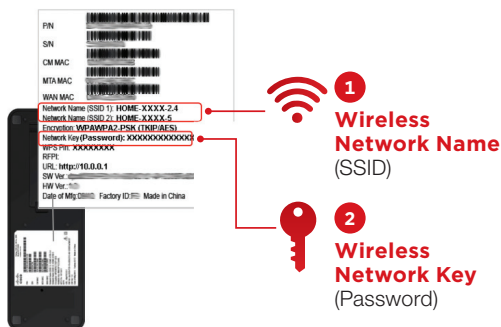 P/N
S/N
CM MAC
MTA MAC
WAN MAC
Network Name (SSID 1): HOME-XXXX-2.4
Network Name (SSID 2): HOME-XXXX-5
Encryption: WPAWPA2-PSK (TKIP/AES)
Network Key (Password): XXXXXXXXXXXXX
WPS Pin: XXXXXXXX
RFPI:
URL: http://10.0.0.1
SW Ver.:
HW Ver.:
Date of Mfg: Factory ID: Made in China
1
Wireless
Network Name
(SSID)
2
Wireless
Network Key
(Password)